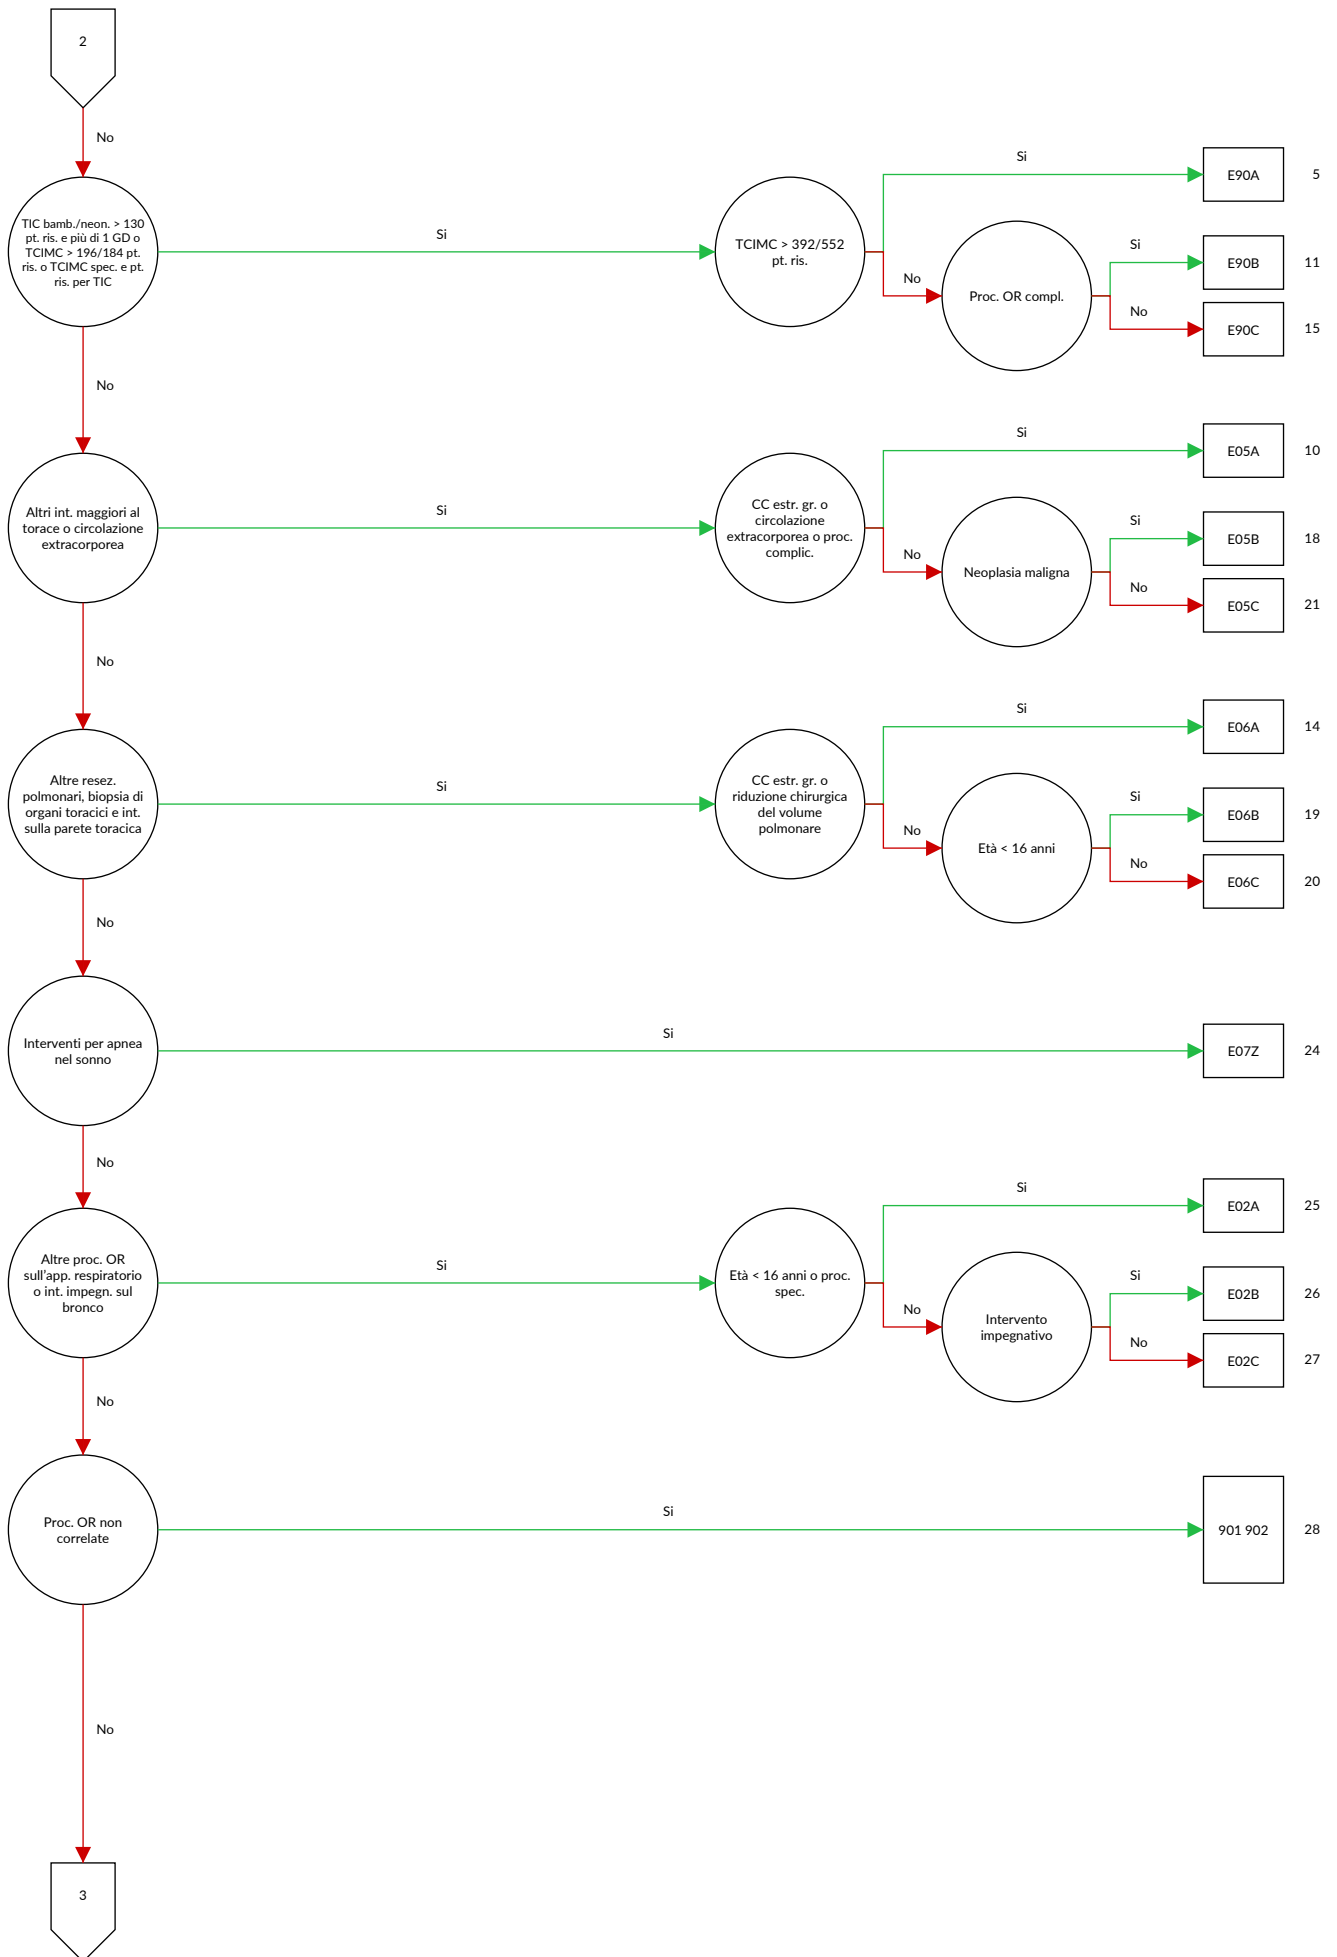 2
No
TIC bamb./neon. > 130
pt. ris. e più di 1 GD o
TCIMC > 196/184 pt.
ris. o TCIMC spec. e pt.
ris. per TIC
Si
TCIMC > 392/552
pt. ris.
Si
E90A
5
No
Proc. OR compl.
Si
E90B
11
No
E90C
15
No
Altri int. maggiori al
torace o circolazione
extracorporea
Si
CC estr. gr. o
circolazione
extracorporea o proc.
complic.
Si
E05A
10
No
Neoplasia maligna
Si
E05B
18
No
E05C
21
No
Altre resez.
polmonari, biopsia di
organi toracici e int.
sulla parete toracica
Si
CC estr. gr. o
riduzione chirurgica
del volume
polmonare
Si
E06A
14
No
Età < 16 anni
Si
E06B
19
No
E06C
20
No
Interventi per apnea
nel sonno
Si
E07Z
24
No
Altre proc. OR
sull'app. respiratorio
o int. impegn. sul
bronco
Si
Età < 16 anni o proc.
spec.
Si
E02A
25
No
Intervento
impegnativo
Si
E02B
26
No
E02C
27
No
Proc. OR non
correlate
Si
901 902
28
No
3